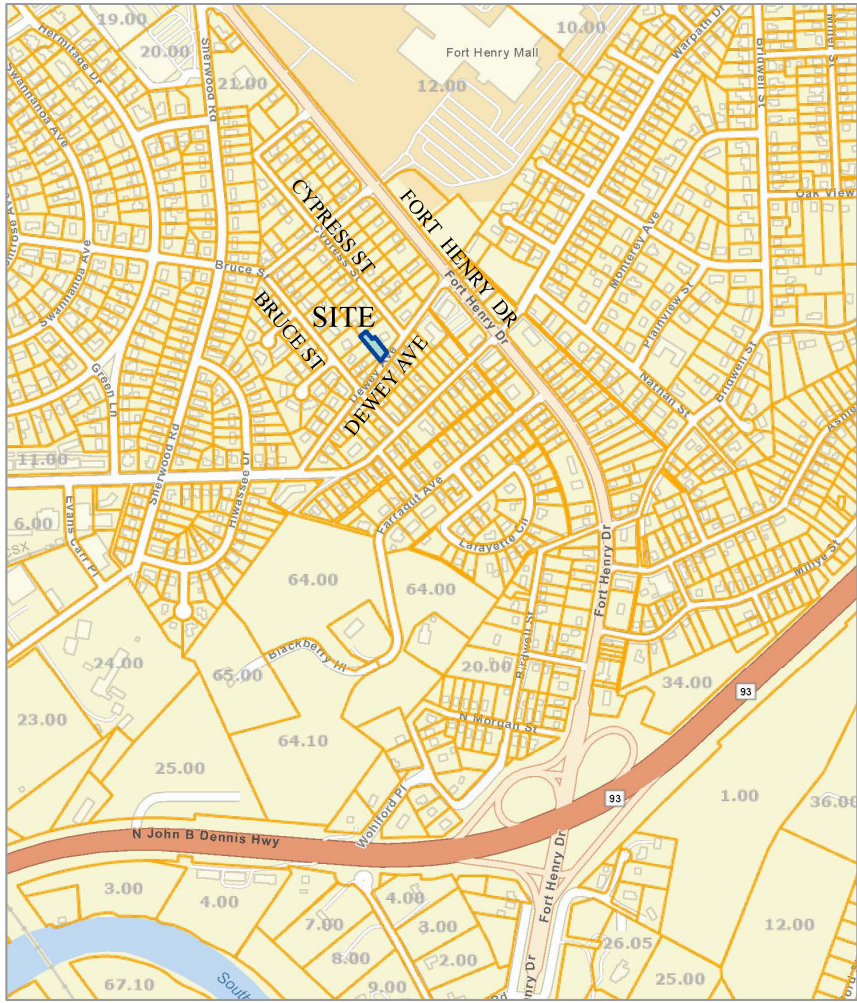 19.00
10.00
Hermitage Dr
Warpath Dr
20.00
Sherwood Rd
Bridwell St
Fort Henry Mall
21.00
12.00
Swannanoa Ave
Oak View
CYPRESS ST
Cypress St
FORT HENRY DR
Monterey Ave
Bruce St
Swannanoa Ave
Fort Henry Dr
Plainview St
BRUCE ST
SITE
Dewey Ave
DEWEY AVE
Green Ln
Nathan St
Bridwell St
11.00
Sherwood Rd
Hiwassee Dr
Farragut Ave
6.00
Evans Carr Pl
CSX
Lafayette Cir
Fort Henry Dr
Minye St
64.00
64.00
Birdwell St
Blackberry Hl
24.00
65.00
20.00
34.00
93
23.00
64.10
N Morgan St
25.00
Wohlford Pl
93
1.00
36.00
N John B Dennis Hwy
Fort Henry Dr
3.00
4.00
4.00
7.00
3.00
12.00
8.00
2.00
26.05
67.10
South
9.00
25.00